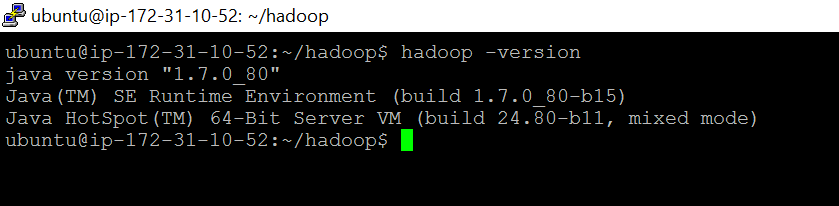 ubuntu@ip-172-31-10-52: ~/hadoop
ubuntu@ip-172-31-10-52:~/hadoop$ hadoop -version
java version "1.7.0_80"
Java(TM) SE Runtime Environment (build 1.7.0_80-b15)
Java HotSpot(TM) 64-Bit Server VM (build 24.80-b11, mixed mode)
ubuntu@ip-172-31-10-52:~/hadoop$